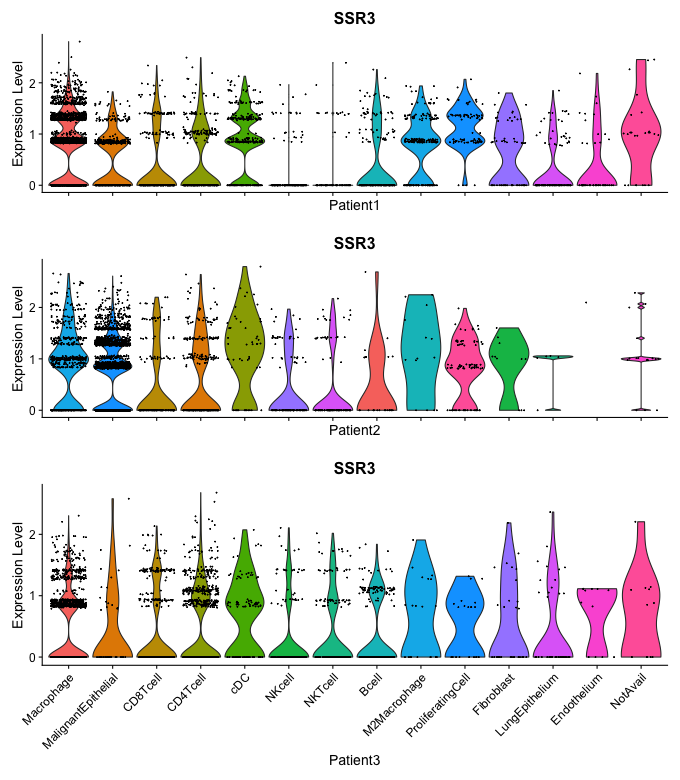 SSR3
Expression Level
2
1
0
Patient1
SSR3
Expression Level
2
1
0
Patient2
SSR3
Expression Level
2
1
0
Macrophage
MalignantEpithelial
CD8Tcell
CD4Tcell
cDC
NKcell
NKTcell
Bcell
M2Macrophage
ProliferatingCell
Fibroblast
LungEpithelium
Endothelium
NotAvail
Patient3